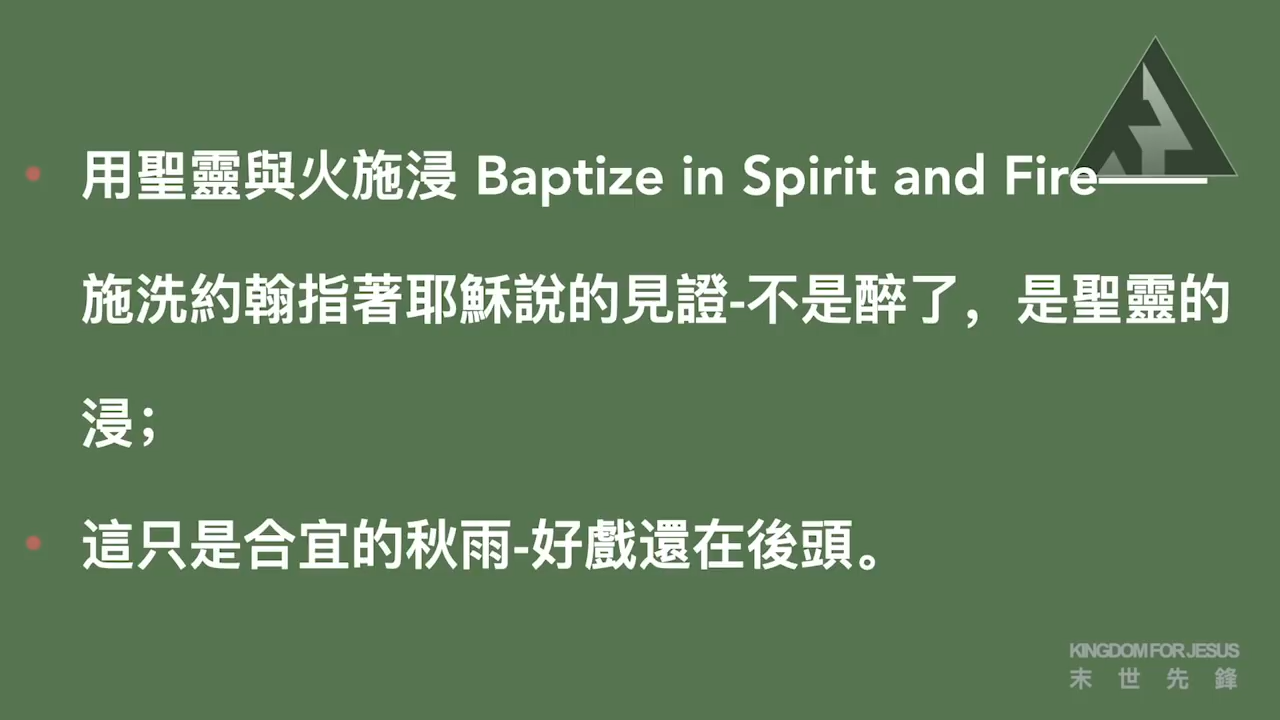 用聖靈與火施浸 Baptize in Spirit and Fire——
施洗約翰指著耶穌說的見證-不是醉了，是聖靈的
浸；
這只是合宜的秋雨-好戲還在後頭。
KINGDOM FOR JESUS
末世先鋒